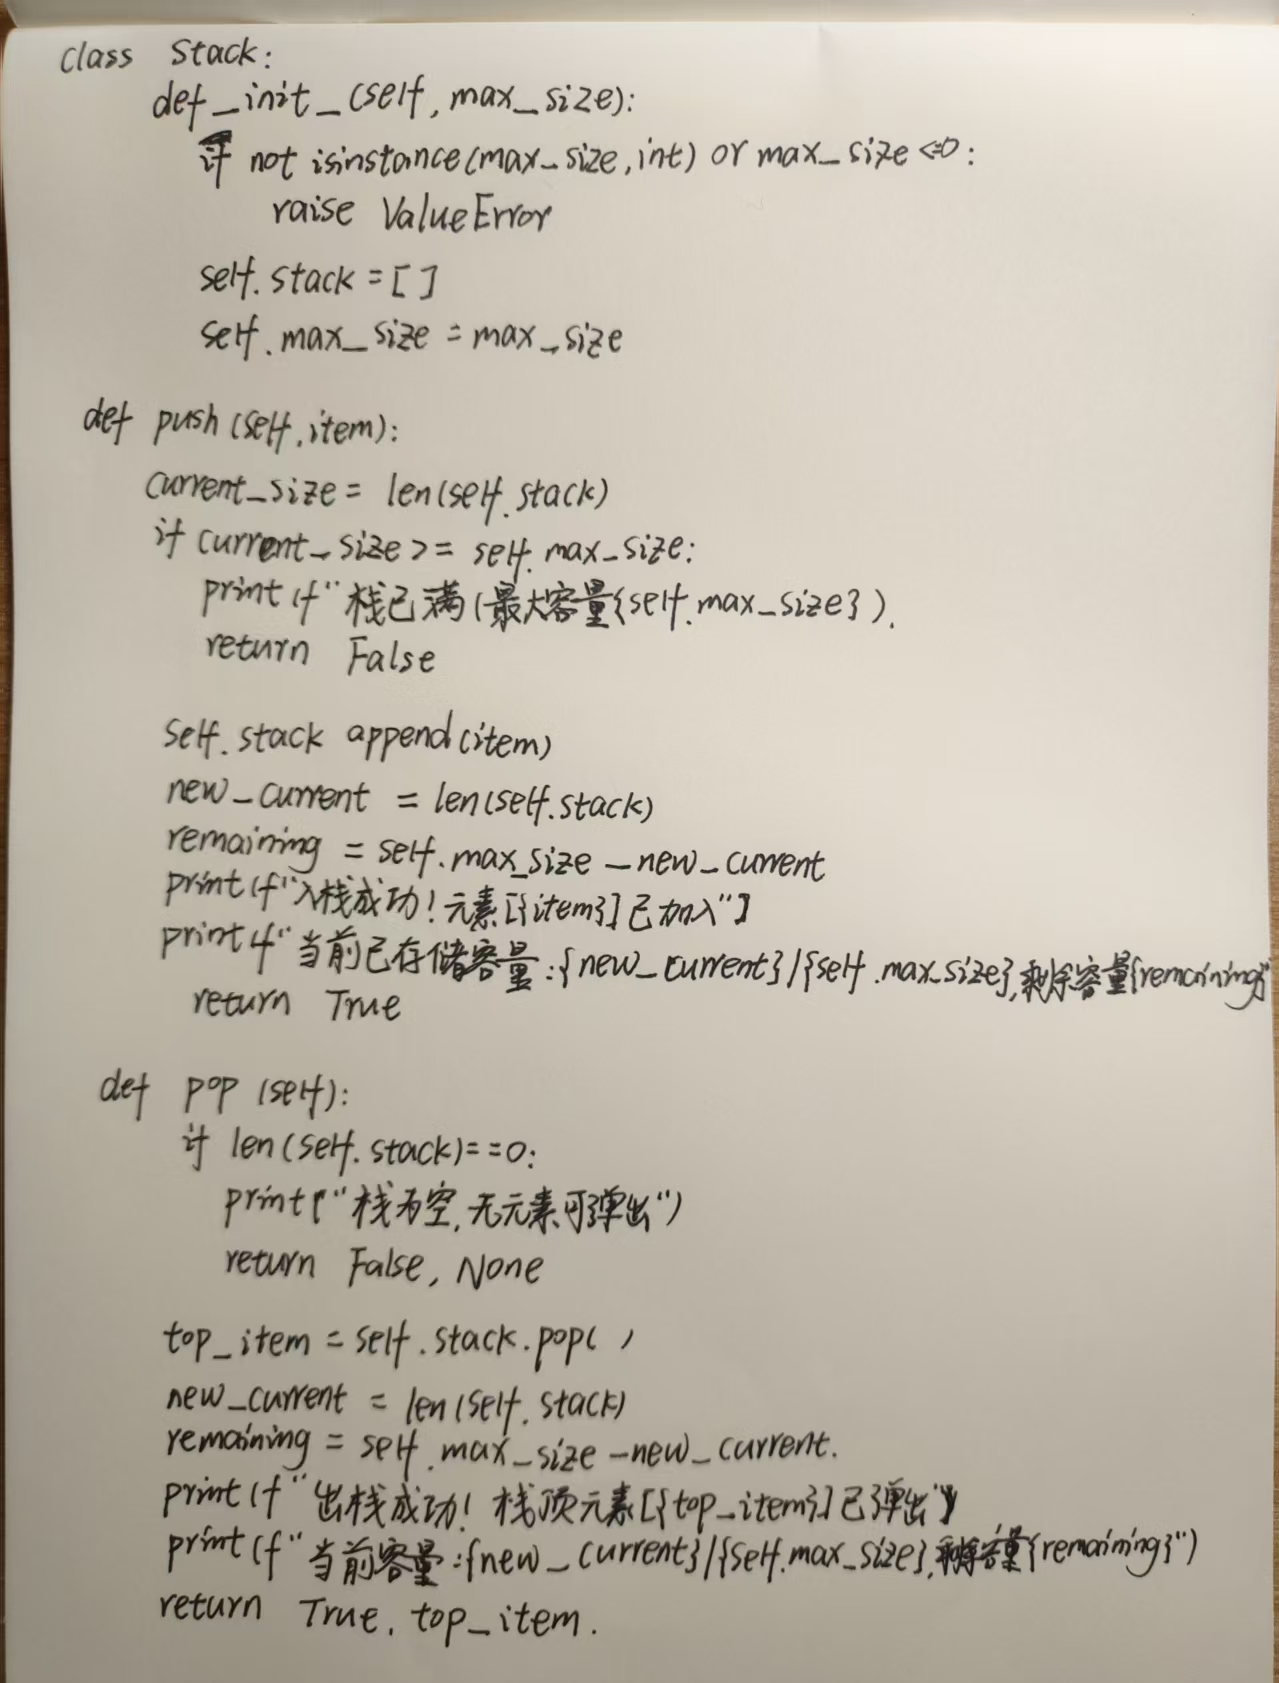 class Stack:
def _init_(self, max_size):
if not isinstance(max_size, int) or max_size <=0:
raise ValueError
self.stack = []
self.max_size = max_size
def push(self, item):
current_size = len(self.stack)
if current_size >= self.max_size:
print(f"栈已满(最大容量{self.max_size}).
return False
self.stack append(item)
new_current = len(self.stack)
remaining = self.max_size - new_current
print(f"入栈成功!元素[{item}]已加入")
print f"当前已存储容量:{new_current}/{self.max_size},剩余容量{remaining}"
return True
def pop (self):
if len(self.stack)==0:
print("栈为空,无元素可弹出")
return False, None
top_item = self.stack.pop( )
new_current = len(self.stack)
remaining = self.max_size - new_current.
print(f"出栈成功!栈顶元素[{top_item}]已弹出")
print(f"当前容量:{new_current}/{self.max_size},剩余容量{remaining}")
return True, top_item.